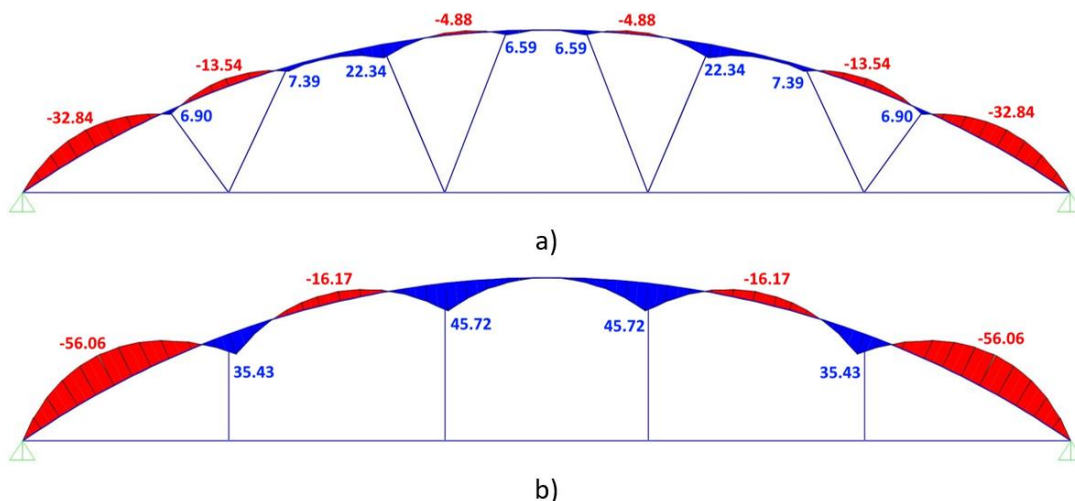 -4.88 -4.88
6.59 6.59
-13.54 22.34 22.34 -13.54
7.39 7.39
-32.84 6.90 6.90 -32.84
a)
-16.17 -16.17
45.72 45.72
-56.06 35.43 35.43 -56.06
b)